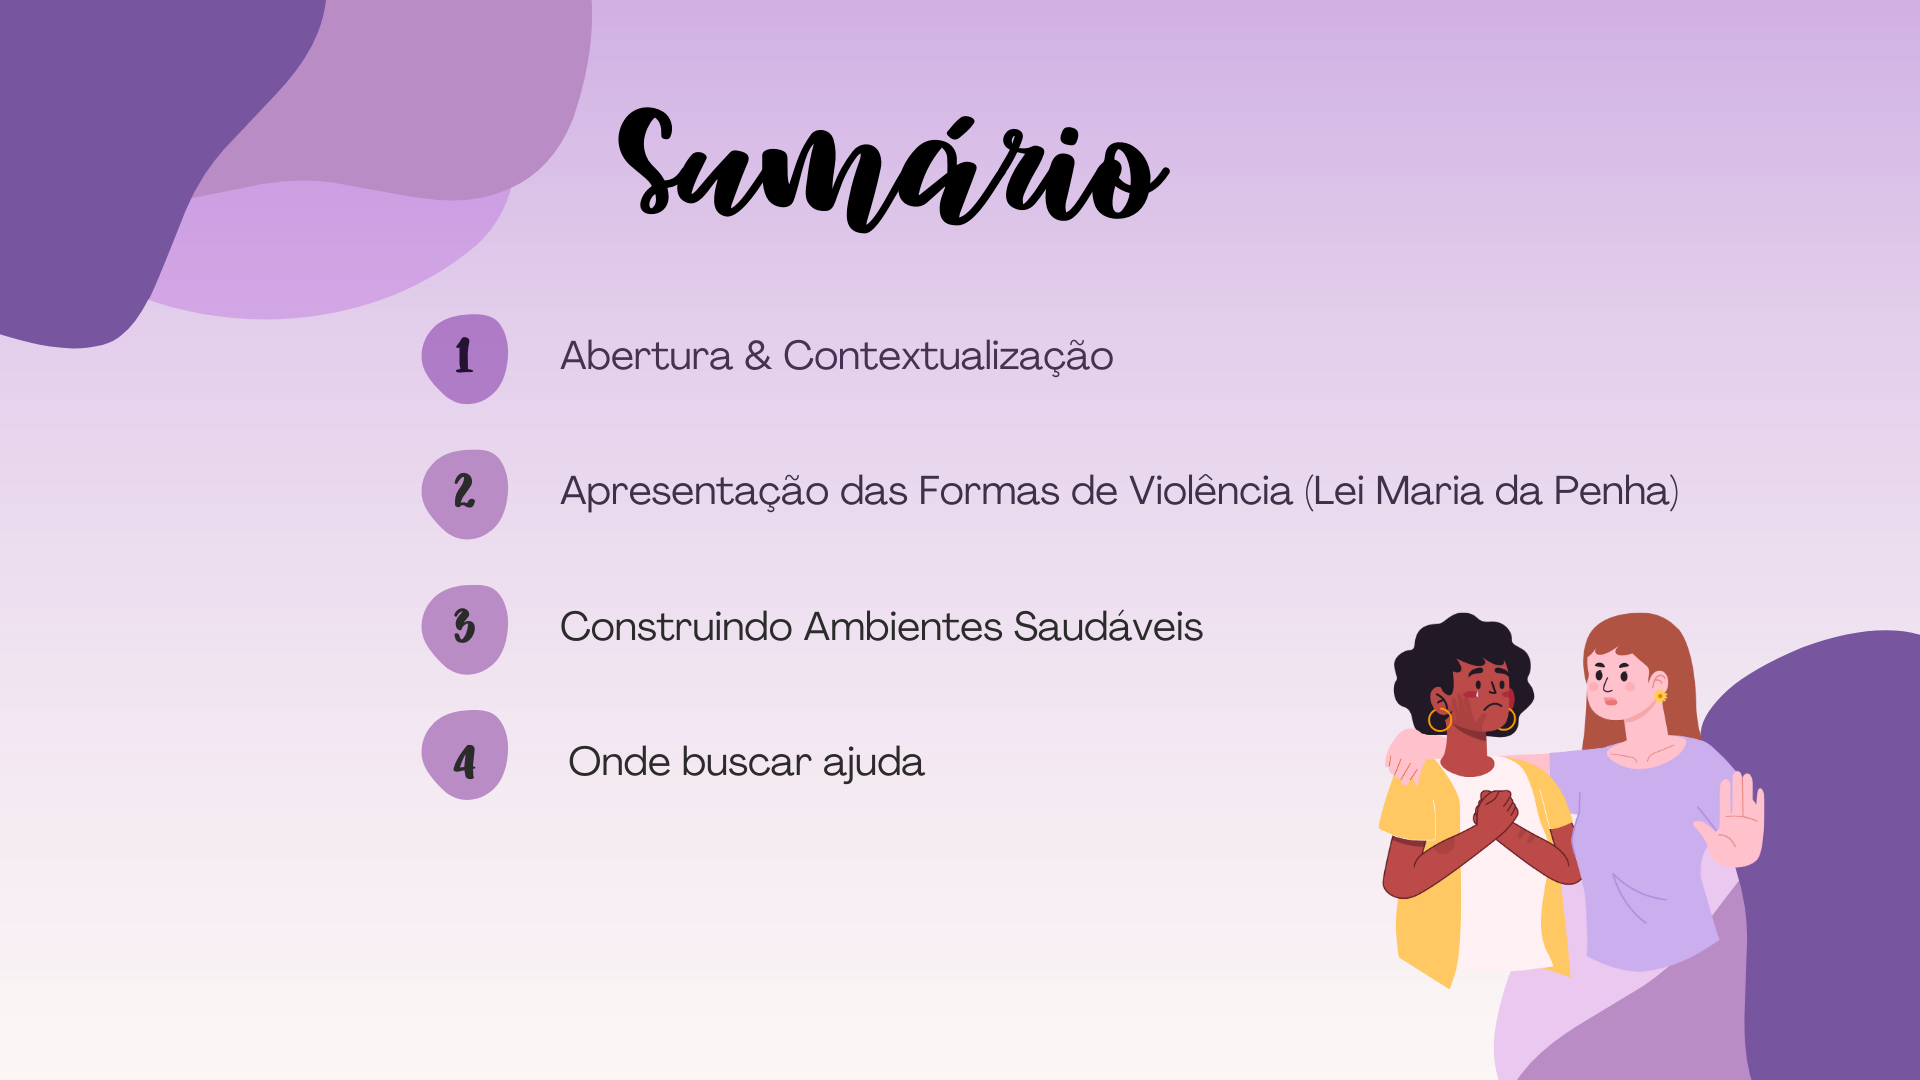 Sumário
1 Abertura & Contextualização
2 Apresentação das Formas de Violência (Lei Maria da Penha)
3 Construindo Ambientes Saudáveis
4 Onde buscar ajuda